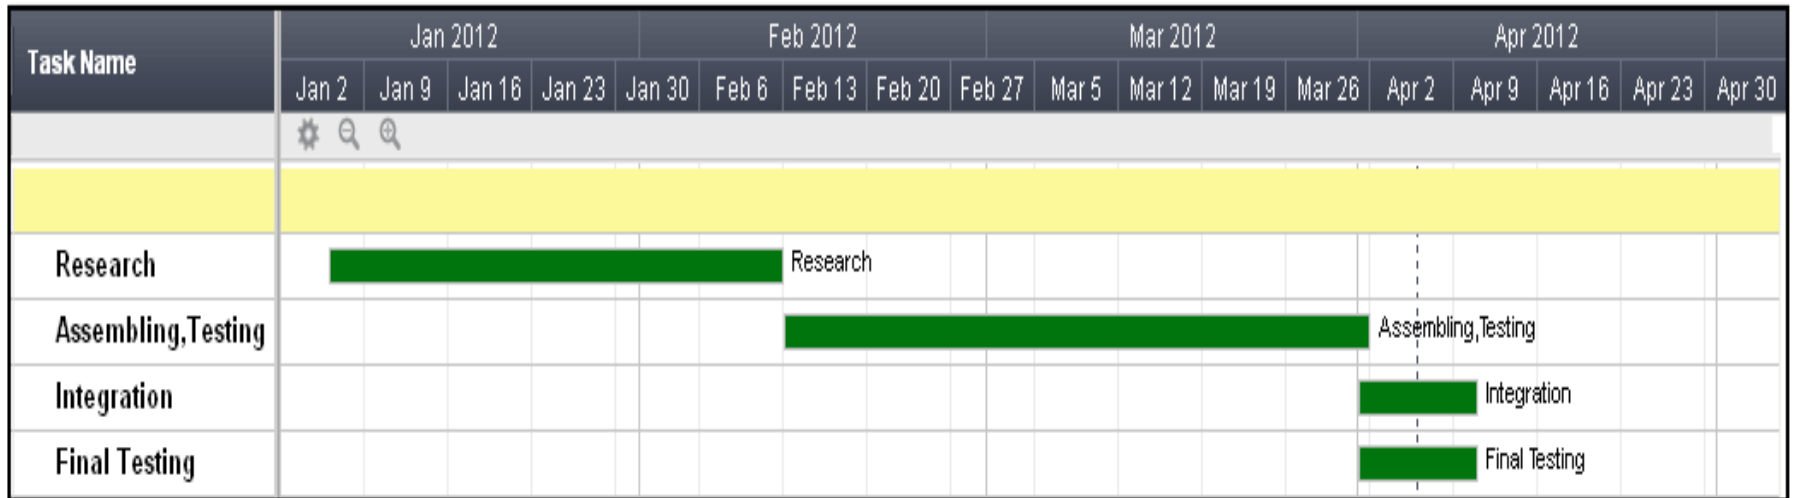 Task Name
Jan 2012 Feb 2012 Mar 2012 Apr 2012
Jan 2 Jan 9 Jan 16 Jan 23 Jan 30 Feb 6 Feb 13 Feb 20 Feb 27 Mar 5 Mar 12 Mar 19 Mar 26 Apr 2 Apr 9 Apr 16 Apr 23 Apr 30
Research Research
Assembling,Testing Assembling,Testing
Integration Integration
Final Testing Final Testing